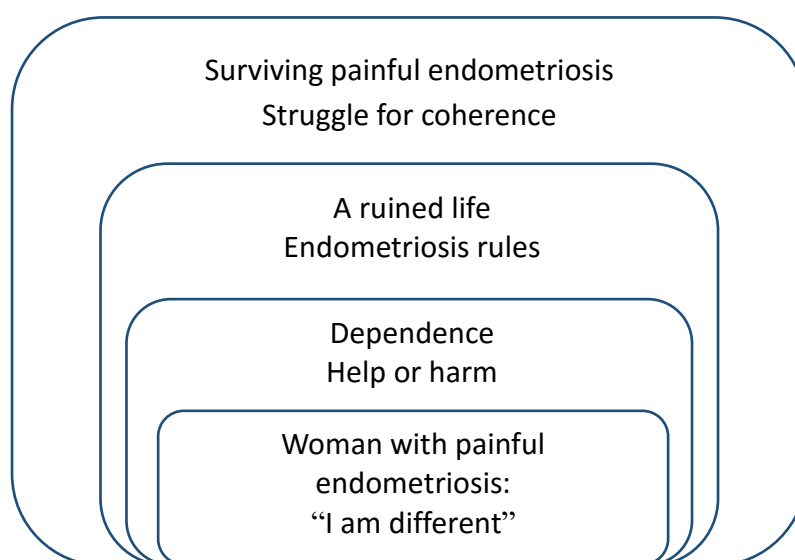 Surviving painful endometriosis
Struggle for coherence
A ruined life
Endometriosis rules
Dependence
Help or harm
Woman with painful
endometriosis:
“I am different”